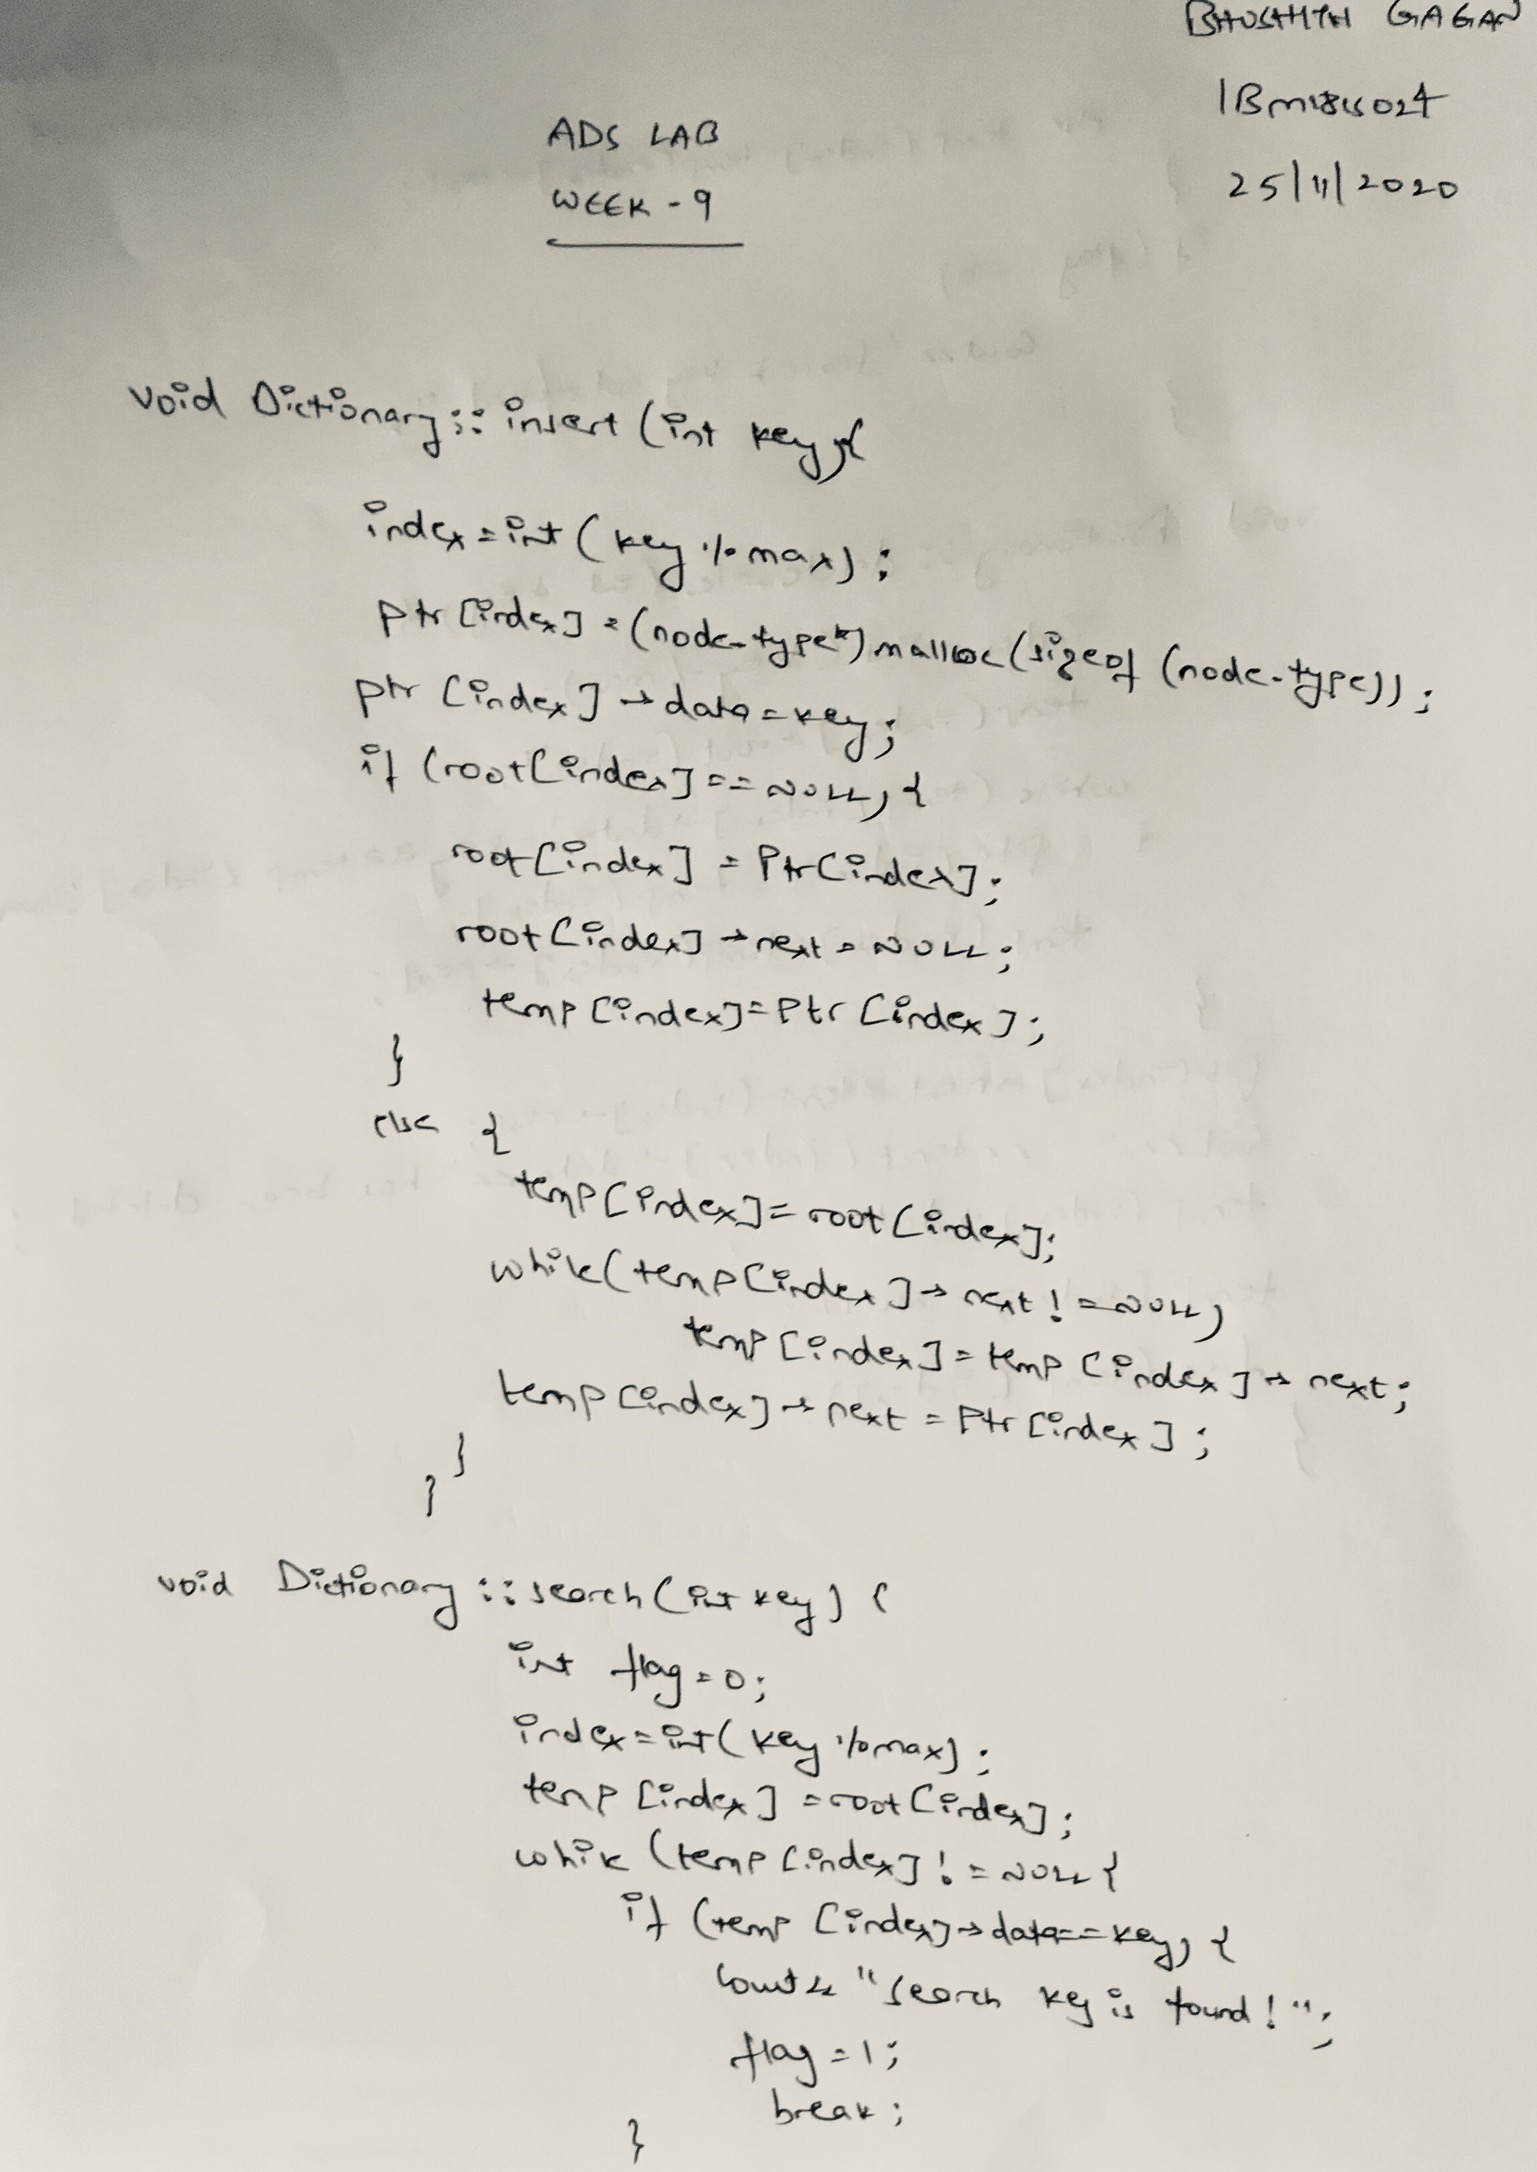 BHUSHITH GAGAN
1BM18CS024
25/11/2020
ADS LAB
WEEK - 9
void Dictionary :: insert (int key){
index = int (key % max) ;
ptr [index] = (node-type*) malloc (sizeof (node-type)) ;
ptr [index] → data = key;
if (root[index] == NULL) {
root[index] = Ptr[index];
root[index] → next = NULL;
temp [index] = Ptr [index];
}
else {
temp[index] = root[index];
while(temp[index] → next != NULL)
temp [index] = temp [index] → next;
temp [index] → next = Ptr [index] ;
}
}
void Dictionary :: search (int key) {
int flag = 0;
index = int( key % max) ;
temp [index] = root [index];
while (temp [index] != NULL {
if (temp [index] → data == key) {
cout << "search key is found!";
flag = 1;
break;
}